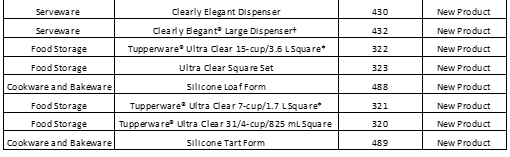 Serveware Clearly Elegant Dispenser 430 New Product
Serveware Clearly Elegant® Large Dispenser† 432 New Product
Food Storage Tupperware® Ultra Clear 15-cup/3.6 L Square* 322 New Product
Food Storage Ultra Clear Square Set 323 New Product
Cookware and Bakeware Silicone Loaf Form 488 New Product
Food Storage Tupperware® Ultra Clear 7-cup/1.7 L Square* 321 New Product
Food Storage Tupperware® Ultra Clear 31/4-cup/825 mL Square 320 New Product
Cookware and Bakeware Silicone Tart Form 489 New Product